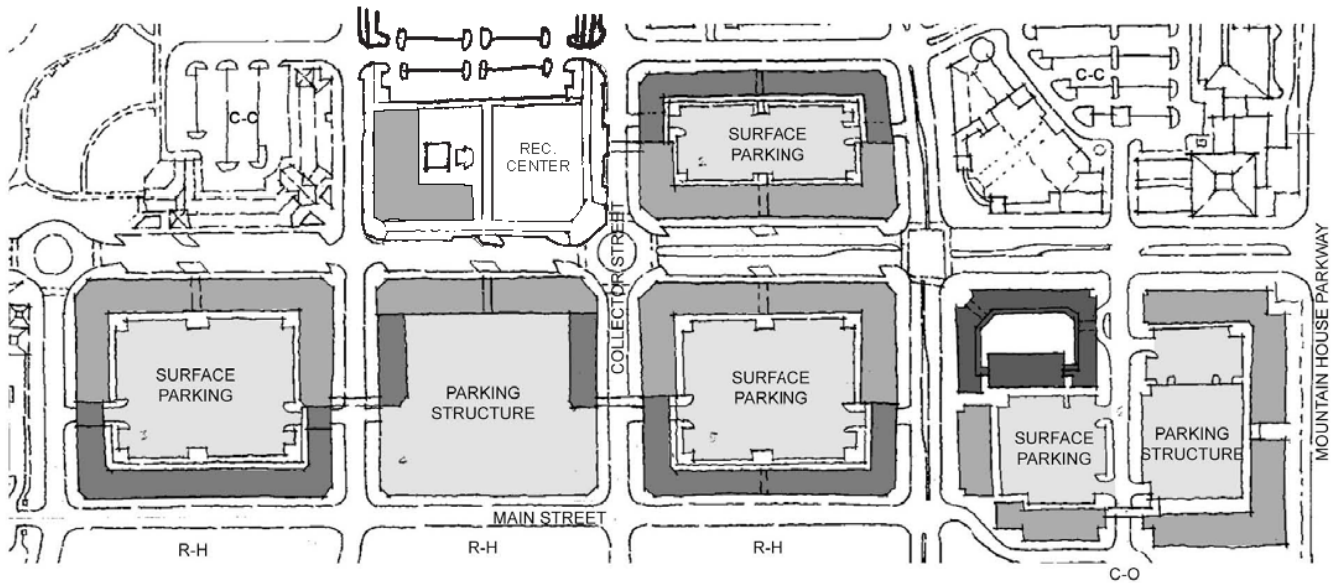 C-C
C-C
REC.
CENTER
SURFACE
PARKING
COLLECTOR STREET
MOUNTAIN HOUSE PARKWAY
SURFACE
PARKING
PARKING
STRUCTURE
SURFACE
PARKING
SURFACE
PARKING
PARKING
STRUCTURE
MAIN STREET
R-H
R-H
R-H
C-O